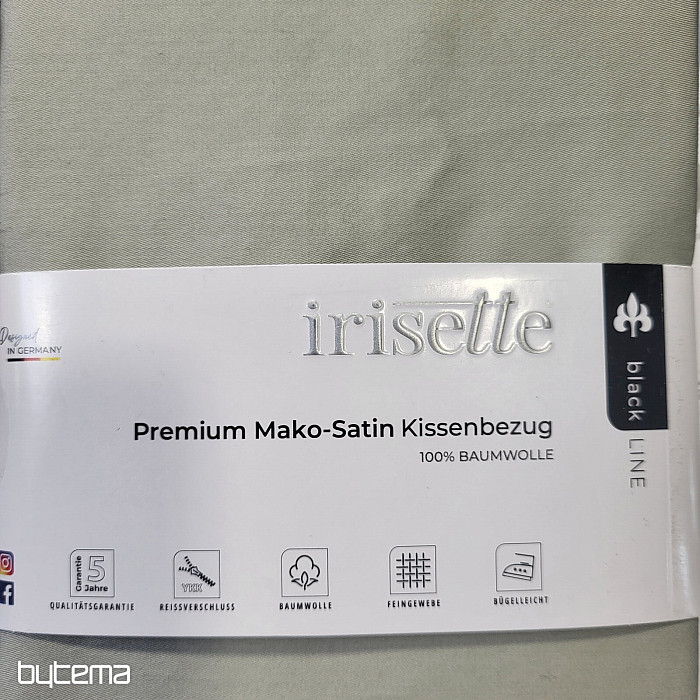 irisette
Designed
IN GERMANY
black LINE
Premium Mako-Satin Kissenbezug
100% BAUMWOLLE
Garantie
5
Jahre
QUALITÄTSGARANTIE
YKK
REISSVERSCHLUSS
BAUMWOLLE
FEINGEWEBE
BÜGELLEICHT
bytema